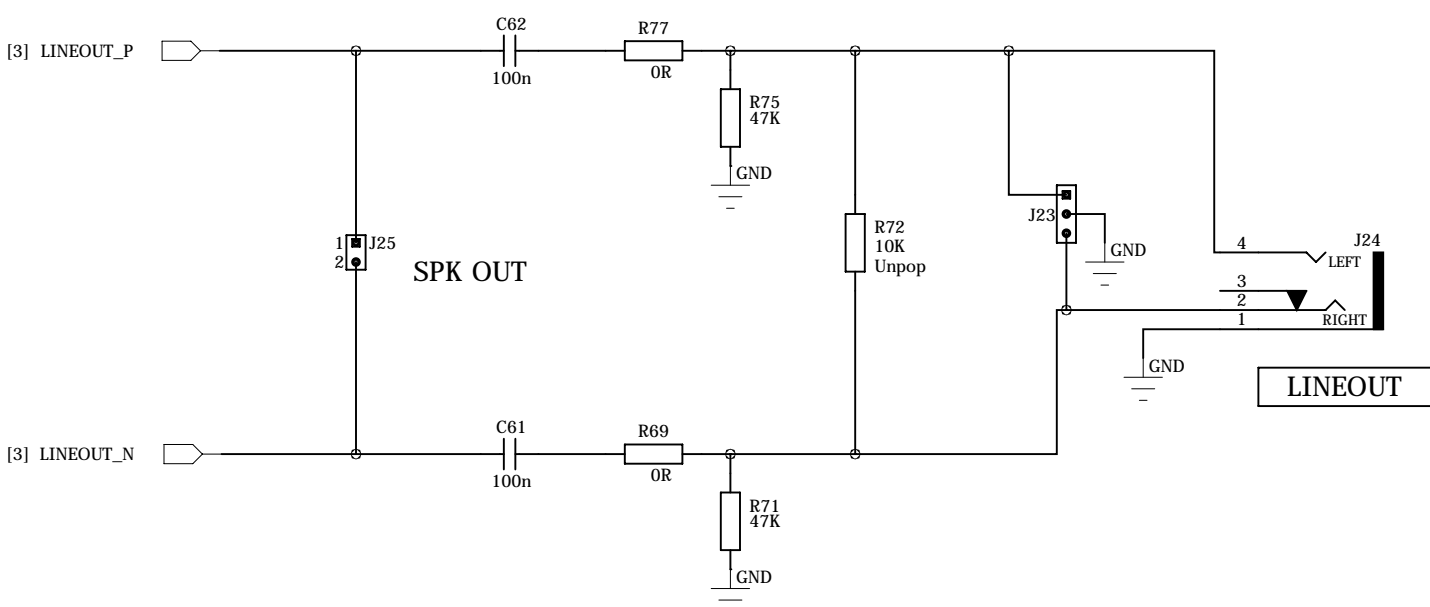 [3] LINEOUT_P
C62
100n
R77
0R
R75
47K
GND
1
2
J25
SPK OUT
R72
10K
Unpop
J23
GND
4
J24
LEFT
3
2
1
RIGHT
GND
LINEOUT
[3] LINEOUT_N
C61
100n
R69
0R
R71
47K
GND